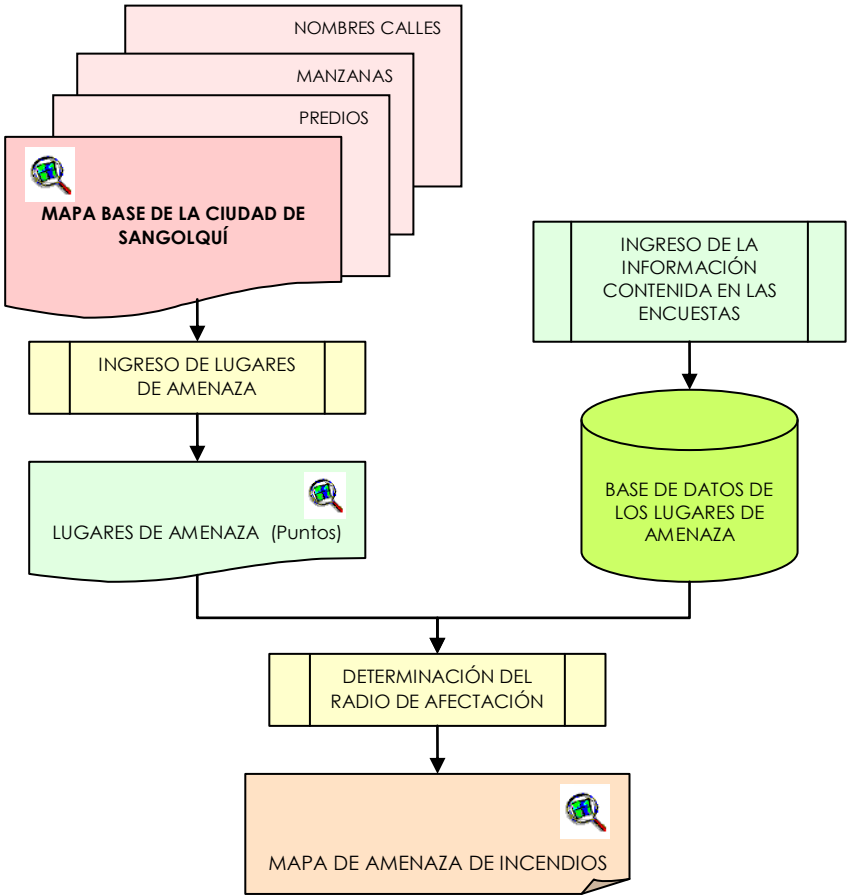 NOMBRES CALLES
MANZANAS
PREDIOS
MAPA BASE DE LA CIUDAD DE
SANGOLQUÍ
INGRESO DE LA
INFORMACIÓN
CONTENIDA EN LAS
ENCUESTAS
INGRESO DE LUGARES
DE AMENAZA
LUGARES DE AMENAZA (Puntos)
BASE DE DATOS DE
LOS LUGARES DE
AMENAZA
DETERMINACIÓN DEL
RADIO DE AFECTACIÓN
MAPA DE AMENAZA DE INCENDIOS